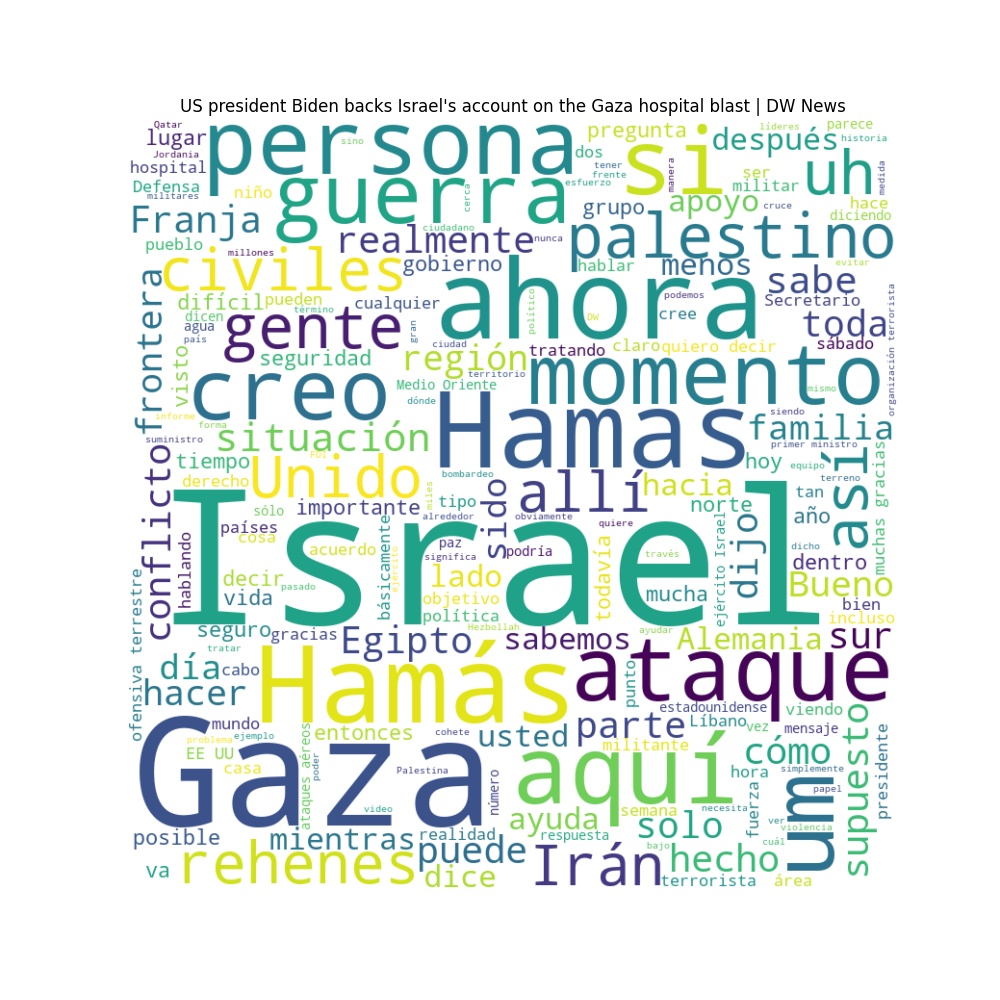 US president Biden backs Israel's account on the Gaza hospital blast | DW News
Qatar
lugar
Jordania
hospital
Defensa
militares
niño
Franja
pueblo
persona
sino
guerra
cerca
ciudadano
dos
tener
frente
esfuerzo
pregunta
si
manera
líderes
después
ser
militar
parece
historia
uh
medida
cruce
hace
diciendo
grupo
apoyo
realmente
nunca
palestino
evitar
millones
civiles
gobierno
hablar
menos
sabe
frontera
difícil
pueden
término
dicen
cualquier
ahora
político
DW
podemos
cree
Secretario
toda
agua
país
gente
gran
ciudad
región
tratando
claro
quiero decir
sábado
organización terrorista
visto
seguridad
territorio
creo
Medio Oriente
dónde
momento
mismo
informe
forma
suministro
situación
Hamas
siendo
familia
primer ministro
conflicto
tiempo
derecho
FDI
Unido
bombardeo
miles
hoy
equipo
terreno
así
muchas gracias
sólo
importante
tipo
sido
allí
hacia
norte
tan
año
países
cosa
alrededor
obviamente
quiere
hablando
acuerdo
básicamente
ejército
paz
significa
podría
todavía
través
ejército Israel
dijo
dicho
dentro
Israel
decir
pasado
vida
lado
objetivo
política
mucha
Bueno
bien
incluso
ofensiva terrestre
seguro
gracias
Hezbollah
ayudar
Egipto
sabemos
Alemania
sur
tratar
día
cabo
hacer
Hamás
ataque
punto
estadounidense
viendo
mundo
entonces
cohete
usted
parte
Líbano
vez
mensaje
militante
problema
ejemplo
EE UU
casa
ataques aéreos
poder
Gaza
Palestina
número
aquí
cómo
hora
simplemente
supuesto
presidente
video
ayuda
semana
necesita
fuerza
papel
um
ver
violencia
posible
mientras
realidad
respuesta
solo
cuál
va
rehenes
puede
dice
Irán
bajo
hecho
terrorista
área